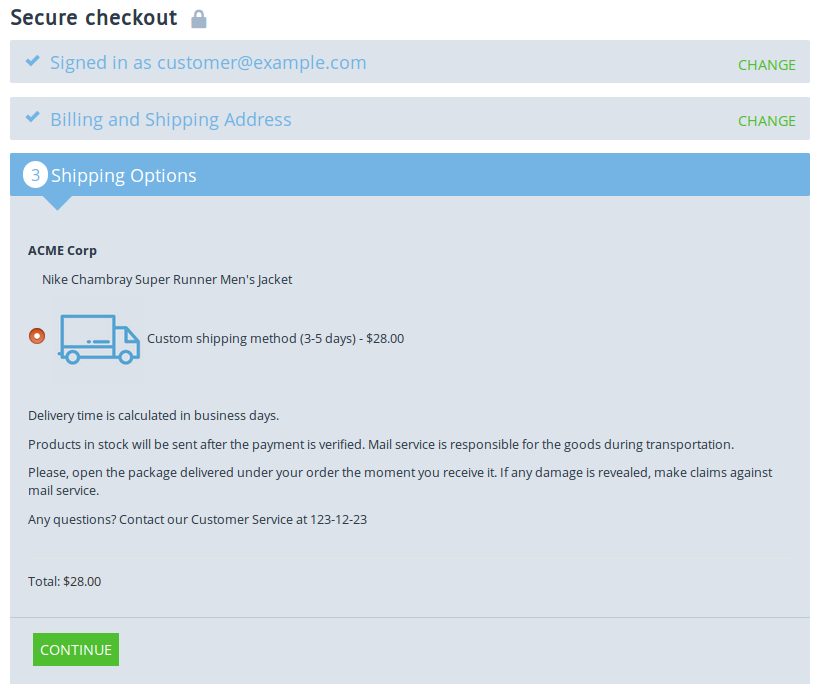 Secure checkout
Signed in as customer@example.com
CHANGE
Billing and Shipping Address
CHANGE
3 Shipping Options
ACME Corp
Nike Chambray Super Runner Men's Jacket
Custom shipping method (3-5 days) - $28.00
Delivery time is calculated in business days.
Products in stock will be sent after the payment is verified. Mail service is responsible for the goods during transportation.
Please, open the package delivered under your order the moment you receive it. If any damage is revealed, make claims against
mail service.
Any questions? Contact our Customer Service at 123-12-23
Total: $28.00
CONTINUE